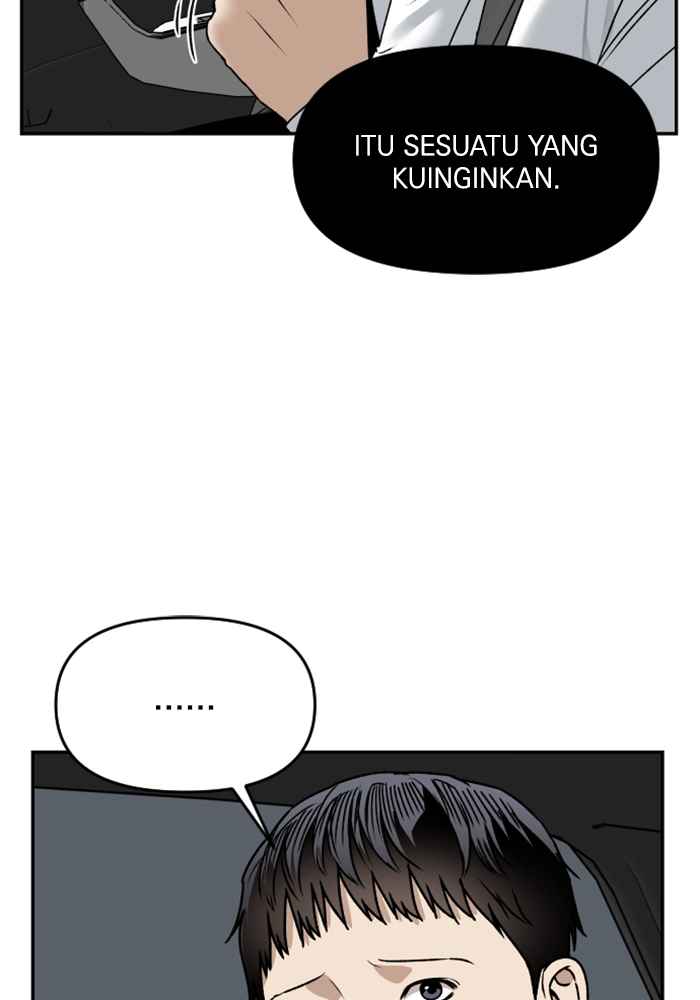 ITU SESUATU YANG
KUINGINKAN.
......